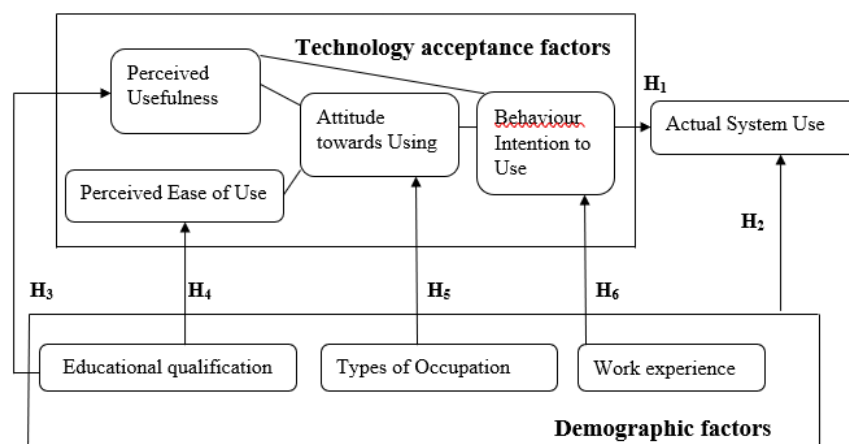 Technology acceptance factors
Perceived
Usefulness
Attitude
towards Using
Behaviour
Intention to
Use
H₁
Actual System Use
Perceived Ease of Use
H₂
H₃
H₄
H₅
H₆
Educational qualification
Types of Occupation
Work experience
Demographic factors